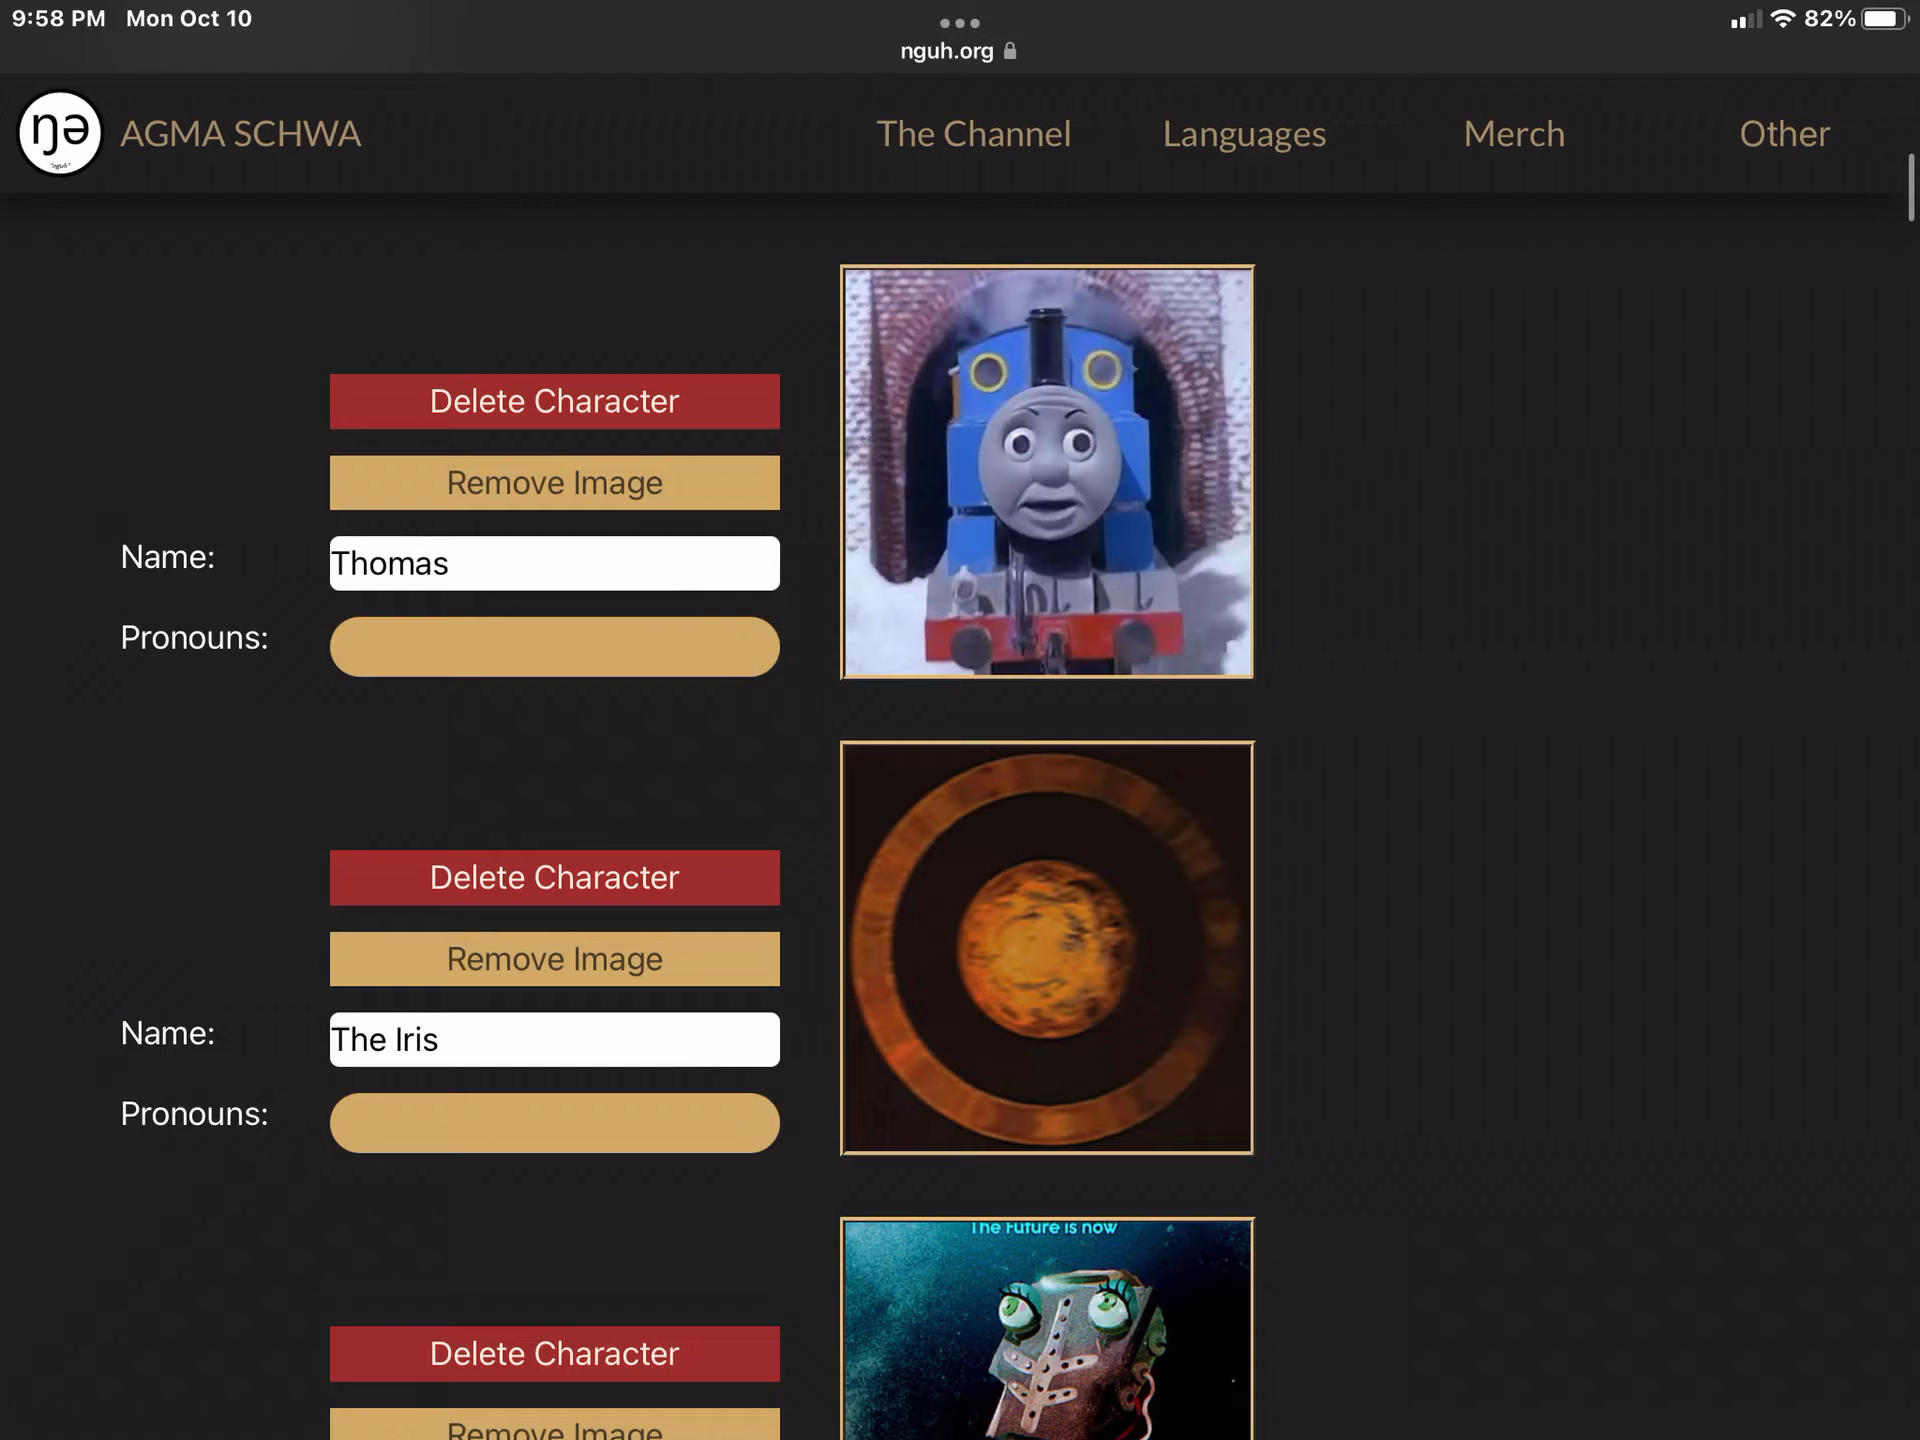 9:58 PM Mon Oct 10
82%
nguh.org
ŋə
"nguh"
AGMA SCHWA
The Channel
Languages
Merch
Other
Delete Character
Remove Image
Name:
Thomas
Pronouns:
Delete Character
Remove Image
Name:
The Iris
Pronouns:
The Future is now
Delete Character
Remove Image